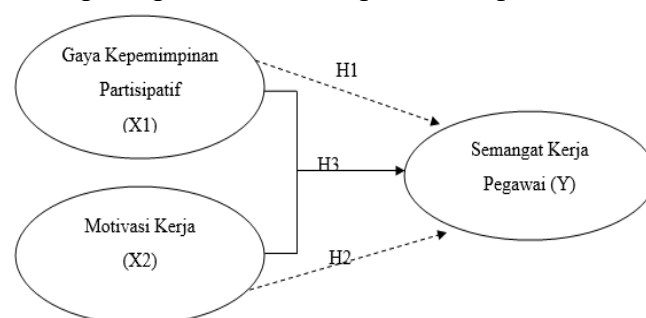 Gaya Kepemimpinan
Partisipatif
(X1)
H1
Semangat Kerja
Pegawai (Y)
H3
Motivasi Kerja
(X2)
H2